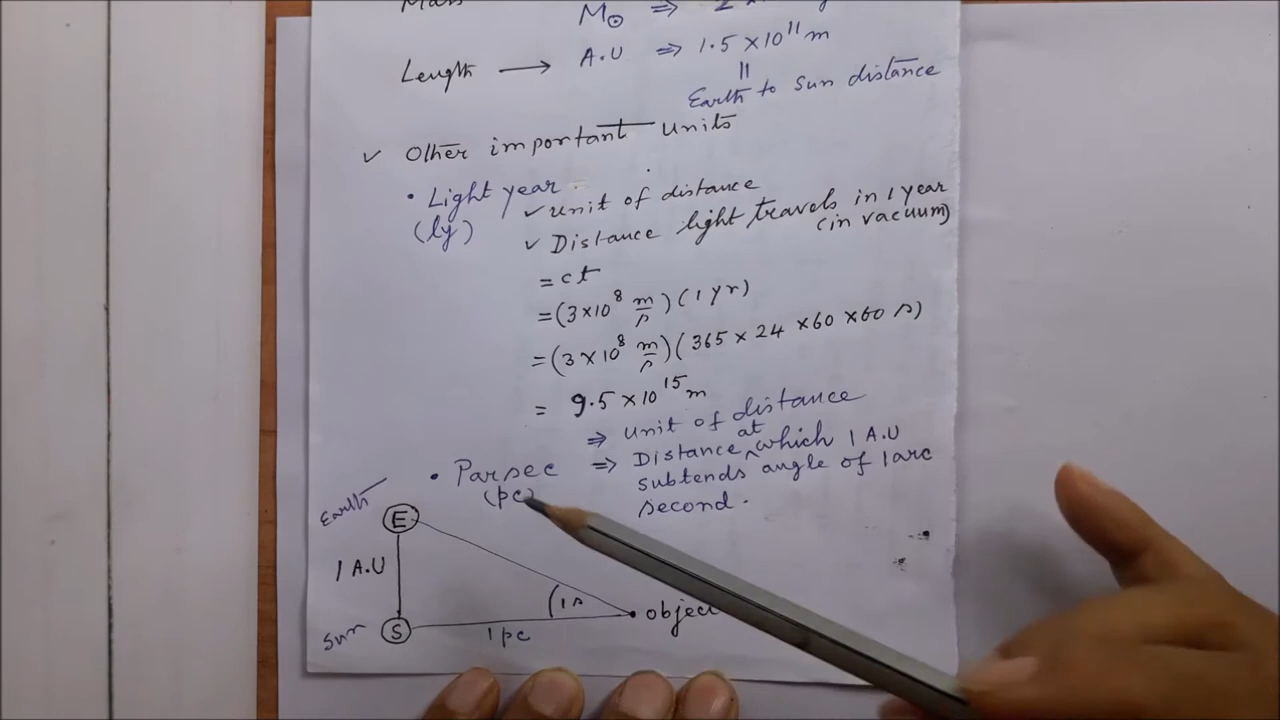 M⊙ ⇒
Length → A.U ⇒ 1.5 × 10¹¹ m
=
Earth to Sun distance
✓ Other important units
• Light year
(ly)
✓ unit of distance
✓ Distance light travels in 1 year
(in vacuum)
= ct
= (3×10⁸ m/s) (1 yr)
= (3×10⁸ m/s) (365 × 24 × 60 × 60 s)
= 9.5 × 10¹⁵ m
• Parsec
(pc)
⇒ Unit of distance
⇒ Distance at which 1 A.U
subtends angle of 1 arc
second.
Earth
E
1 A.U
Sun
S
1 pc
1s